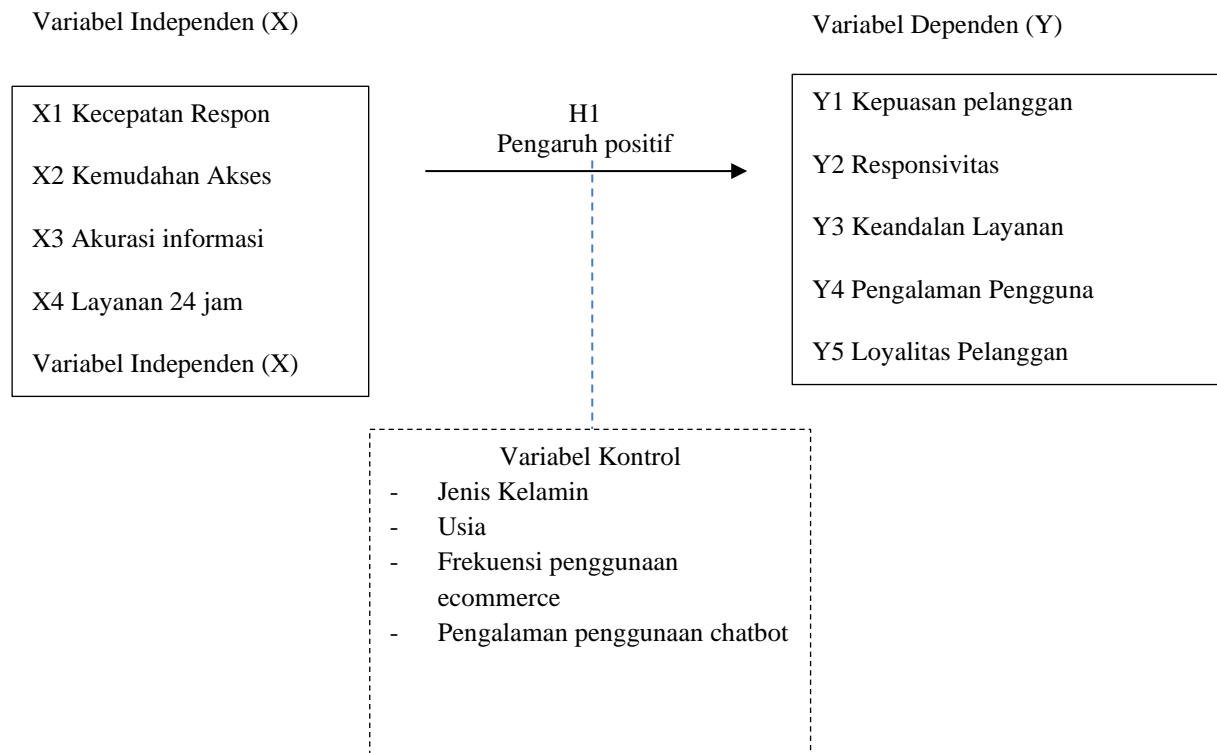 Variabel Independen (X)
Variabel Dependen (Y)
X1 Kecepatan Respon
X2 Kemudahan Akses
X3 Akurasi informasi
X4 Layanan 24 jam
Variabel Independen (X)
H1
Pengaruh positif
Y1 Kepuasan pelanggan
Y2 Responsivitas
Y3 Keandalan Layanan
Y4 Pengalaman Pengguna
Y5 Loyalitas Pelanggan
Variabel Kontrol
- Jenis Kelamin
- Usia
- Frekuensi penggunaan
ecommerce
- Pengalaman penggunaan chatbot